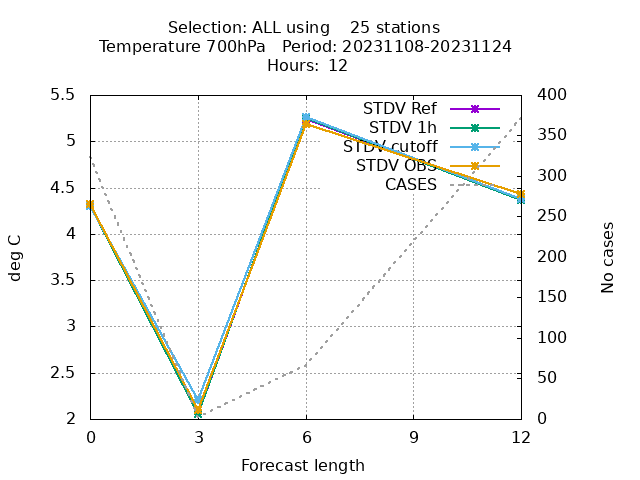 Selection: ALL using    25 stations
Temperature 700hPa   Period: 20231108-20231124
Hours:  12
5.5
5
4.5
4
3.5
3
2.5
2
400
350
300
250
200
150
100
50
0
STDV Ref
STDV 1h
STDV cutoff
STDV OBS
CASES
deg C
No cases
0
3
6
9
12
Forecast length